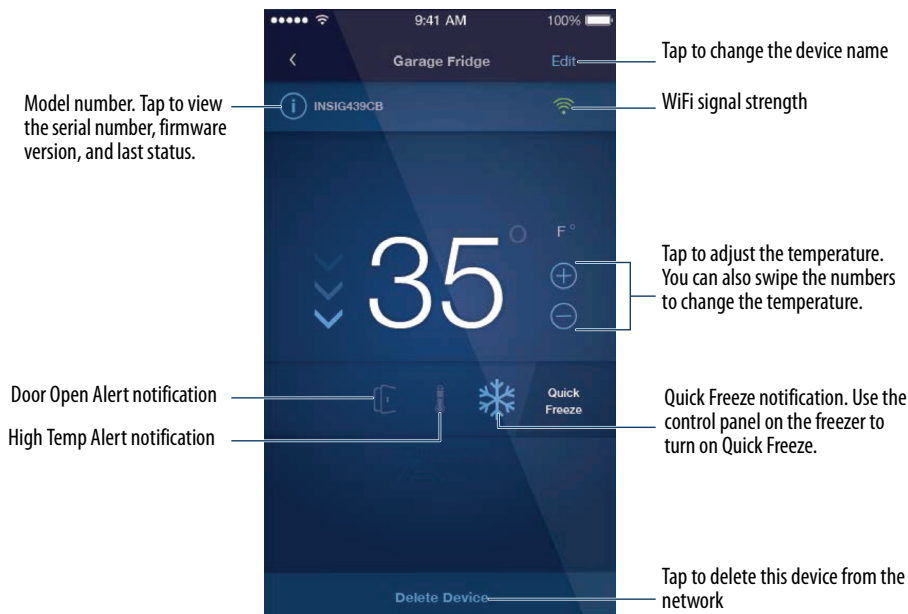 9:41 AM
100%
Garage Fridge
Edit
Tap to change the device name
Model number. Tap to view
the serial number, firmware
version, and last status.
INSIG439CB
WiFi signal strength
35°
F°
Tap to adjust the temperature.
You can also swipe the numbers
to change the temperature.
Door Open Alert notification
High Temp Alert notification
Quick
Freeze
Quick Freeze notification. Use the
control panel on the freezer to
turn on Quick Freeze.
Delete Device
Tap to delete this device from the
network